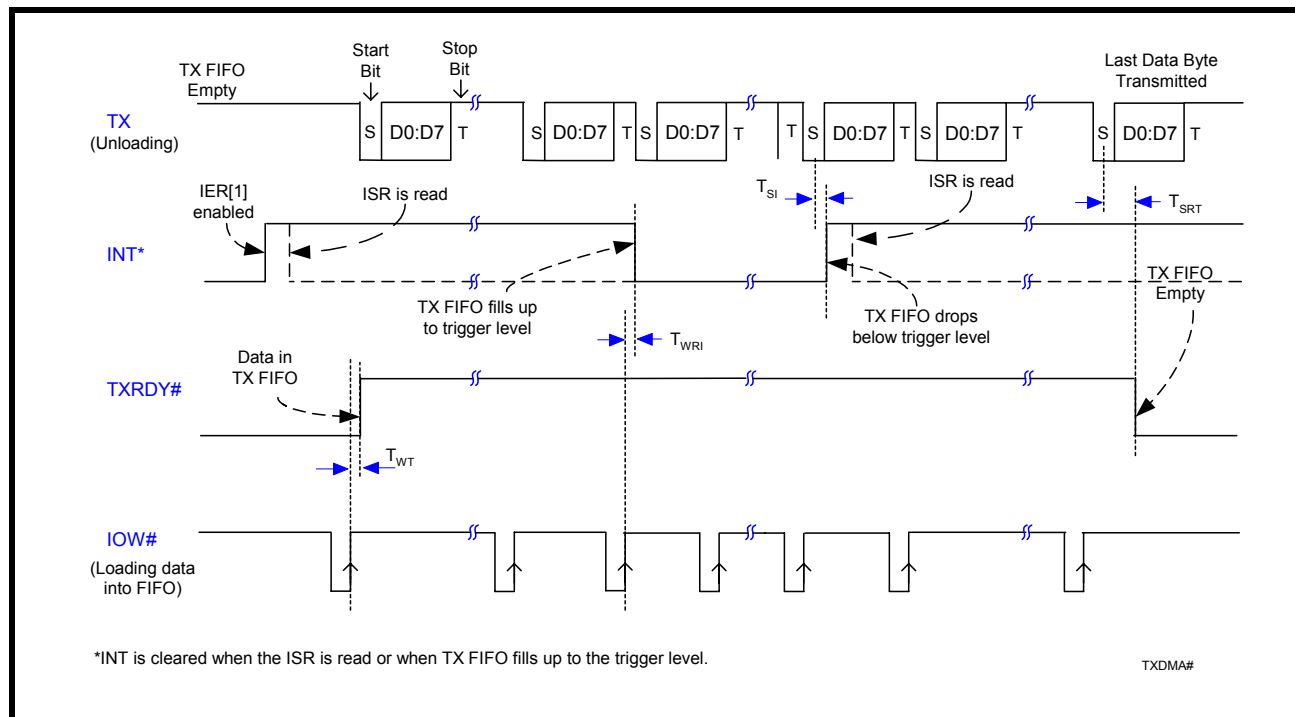 Start
Bit
Stop
Bit
TX FIFO
Empty
Last Data Byte
Transmitted
TX
(Unloading)
S D0:D7 T S D0:D7 T S D0:D7 T T S D0:D7 T S D0:D7 T S D0:D7 T
IER[1]
enabled
ISR is read
TSI
ISR is read
TSRT
INT*
TX FIFO fills up
to trigger level
TX FIFO drops
below trigger level
TX FIFO
Empty
TWRI
Data in
TX FIFO
TXRDY#
TWT
IOW#
(Loading data
into FIFO)
*INT is cleared when the ISR is read or when TX FIFO fills up to the trigger level.
TXDMA#